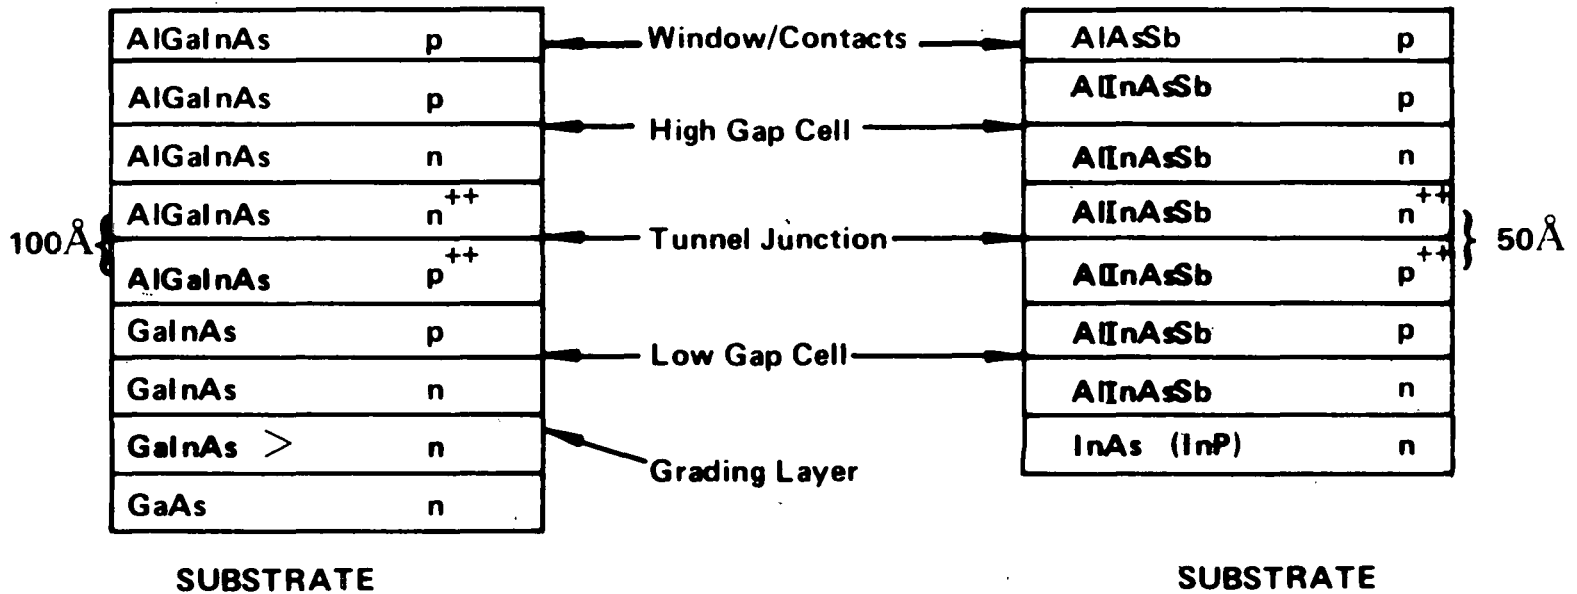 AlGaInAs p
AlGaInAs p
AlGaInAs n
AlGaInAs n++
AlGaInAs p++
GaInAs p
GaInAs n
GaInAs > n
GaAs n
SUBSTRATE
100Å
Window/Contacts
High Gap Cell
Tunnel Junction
Low Gap Cell
Grading Layer
AlAsSb p
AlInAsSb p
AlInAsSb n
AlInAsSb n++
AlInAsSb p++
AlInAsSb p
AlInAsSb n
InAs (InP) n
50Å
SUBSTRATE